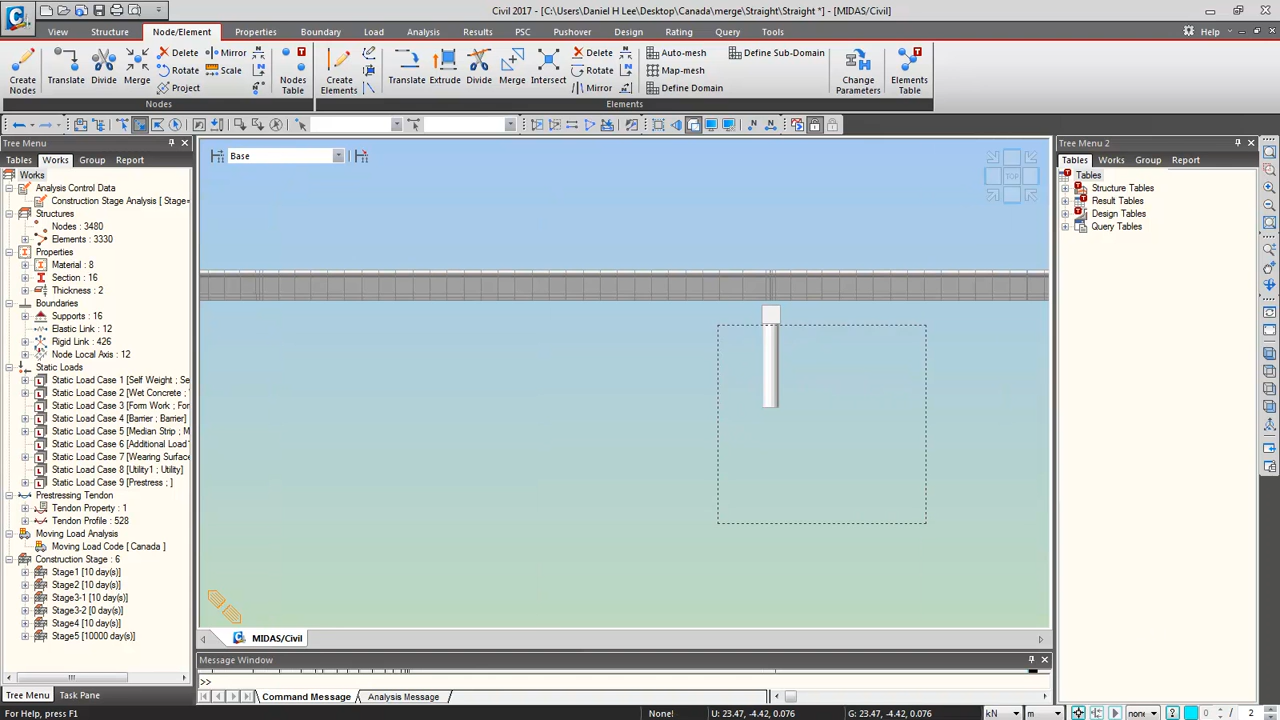 Civil 2017 - [C:\Users\Daniel H Lee\Desktop\Canada\merge\Straight\Straight *] - [MIDAS/Civil]
View Structure Node/Element Properties Boundary Load Analysis Results PSC Pushover Design Rating Query Tools Help
Create Nodes Translate Divide Merge Delete Rotate Project Mirror Scale Nodes Table
Create Elements Translate Extrude Divide Merge Intersect Delete Rotate Mirror Auto-mesh Map-mesh Define Domain Define Sub-Domain Change Parameters Elements Table
Nodes Elements
Tree Menu
Tables Works Group Report
Works
Analysis Control Data
Construction Stage Analysis [ Stage=
Structures
Nodes : 3480
Elements : 3330
Properties
Material : 8
Section : 16
Thickness : 2
Boundaries
Supports : 16
Elastic Link : 12
Rigid Link : 426
Node Local Axis : 12
Static Loads
Static Load Case 1 [Self Weight ; Se
Static Load Case 2 [Wet Concrete ; '
Static Load Case 3 [Form Work ; For
Static Load Case 4 [Barrier ; Barrier]
Static Load Case 5 [Median Strip ; M
Static Load Case 6 [Additional Load'
Static Load Case 7 [Wearing Surface
Static Load Case 8 [Utility1 ; Utility]
Static Load Case 9 [Prestress ; ]
Prestressing Tendon
Tendon Property : 1
Tendon Profile : 528
Moving Load Analysis
Moving Load Code [ Canada ]
Construction Stage : 6
Stage1 [10 day(s)]
Stage2 [10 day(s)]
Stage3-1 [10 day(s)]
Stage3-2 [0 day(s)]
Stage4 [10 day(s)]
Stage5 [10000 day(s)]
Tree Menu Task Pane
Base
TOP
MIDAS/Civil
Message Window
>>
Command Message Analysis Message
Tree Menu 2
Tables Works Group Report
Tables
Structure Tables
Result Tables
Design Tables
Query Tables
For Help, press F1
None! U: 23.47, -4.42, 0.076 G: 23.47, -4.42, 0.076 kN m none 0 / 2